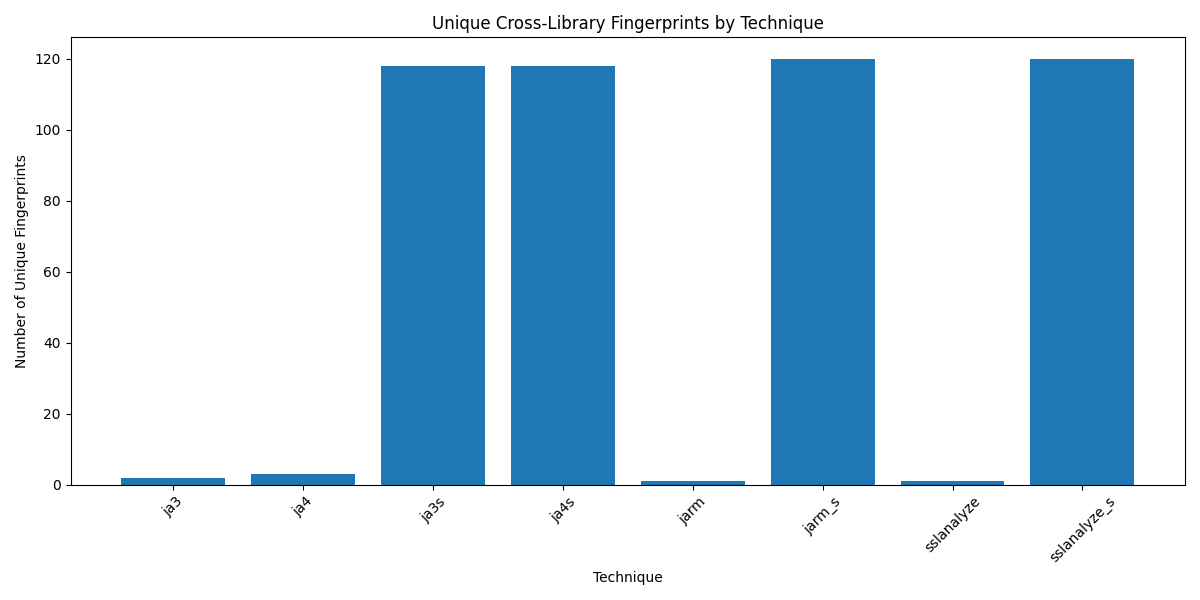 Unique Cross-Library Fingerprints by Technique
Number of Unique Fingerprints
120
100
80
60
40
20
0
ja3
ja4
ja3s
ja4s
jarm
jarm_s
sslanalyze
sslanalyze_s
Technique